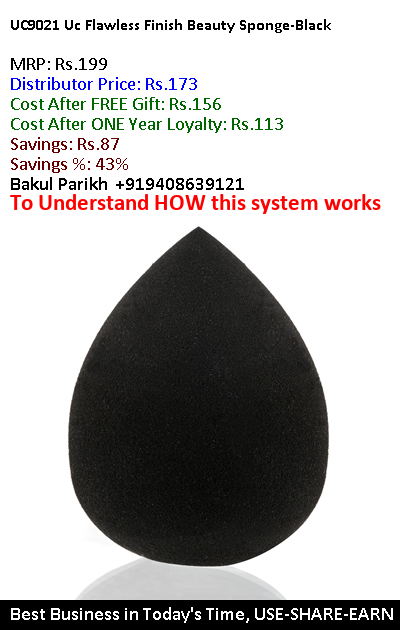 UC9021 Uc Flawless Finish Beauty Sponge-Black
MRP: Rs.199
Distributor Price: Rs.173
Cost After FREE Gift: Rs.156
Cost After ONE Year Loyalty: Rs.113
Savings: Rs.87
Savings %: 43%
Bakul Parikh +919408639121
To Understand HOW this system works
Best Business in Today's Time, USE-SHARE-EARN